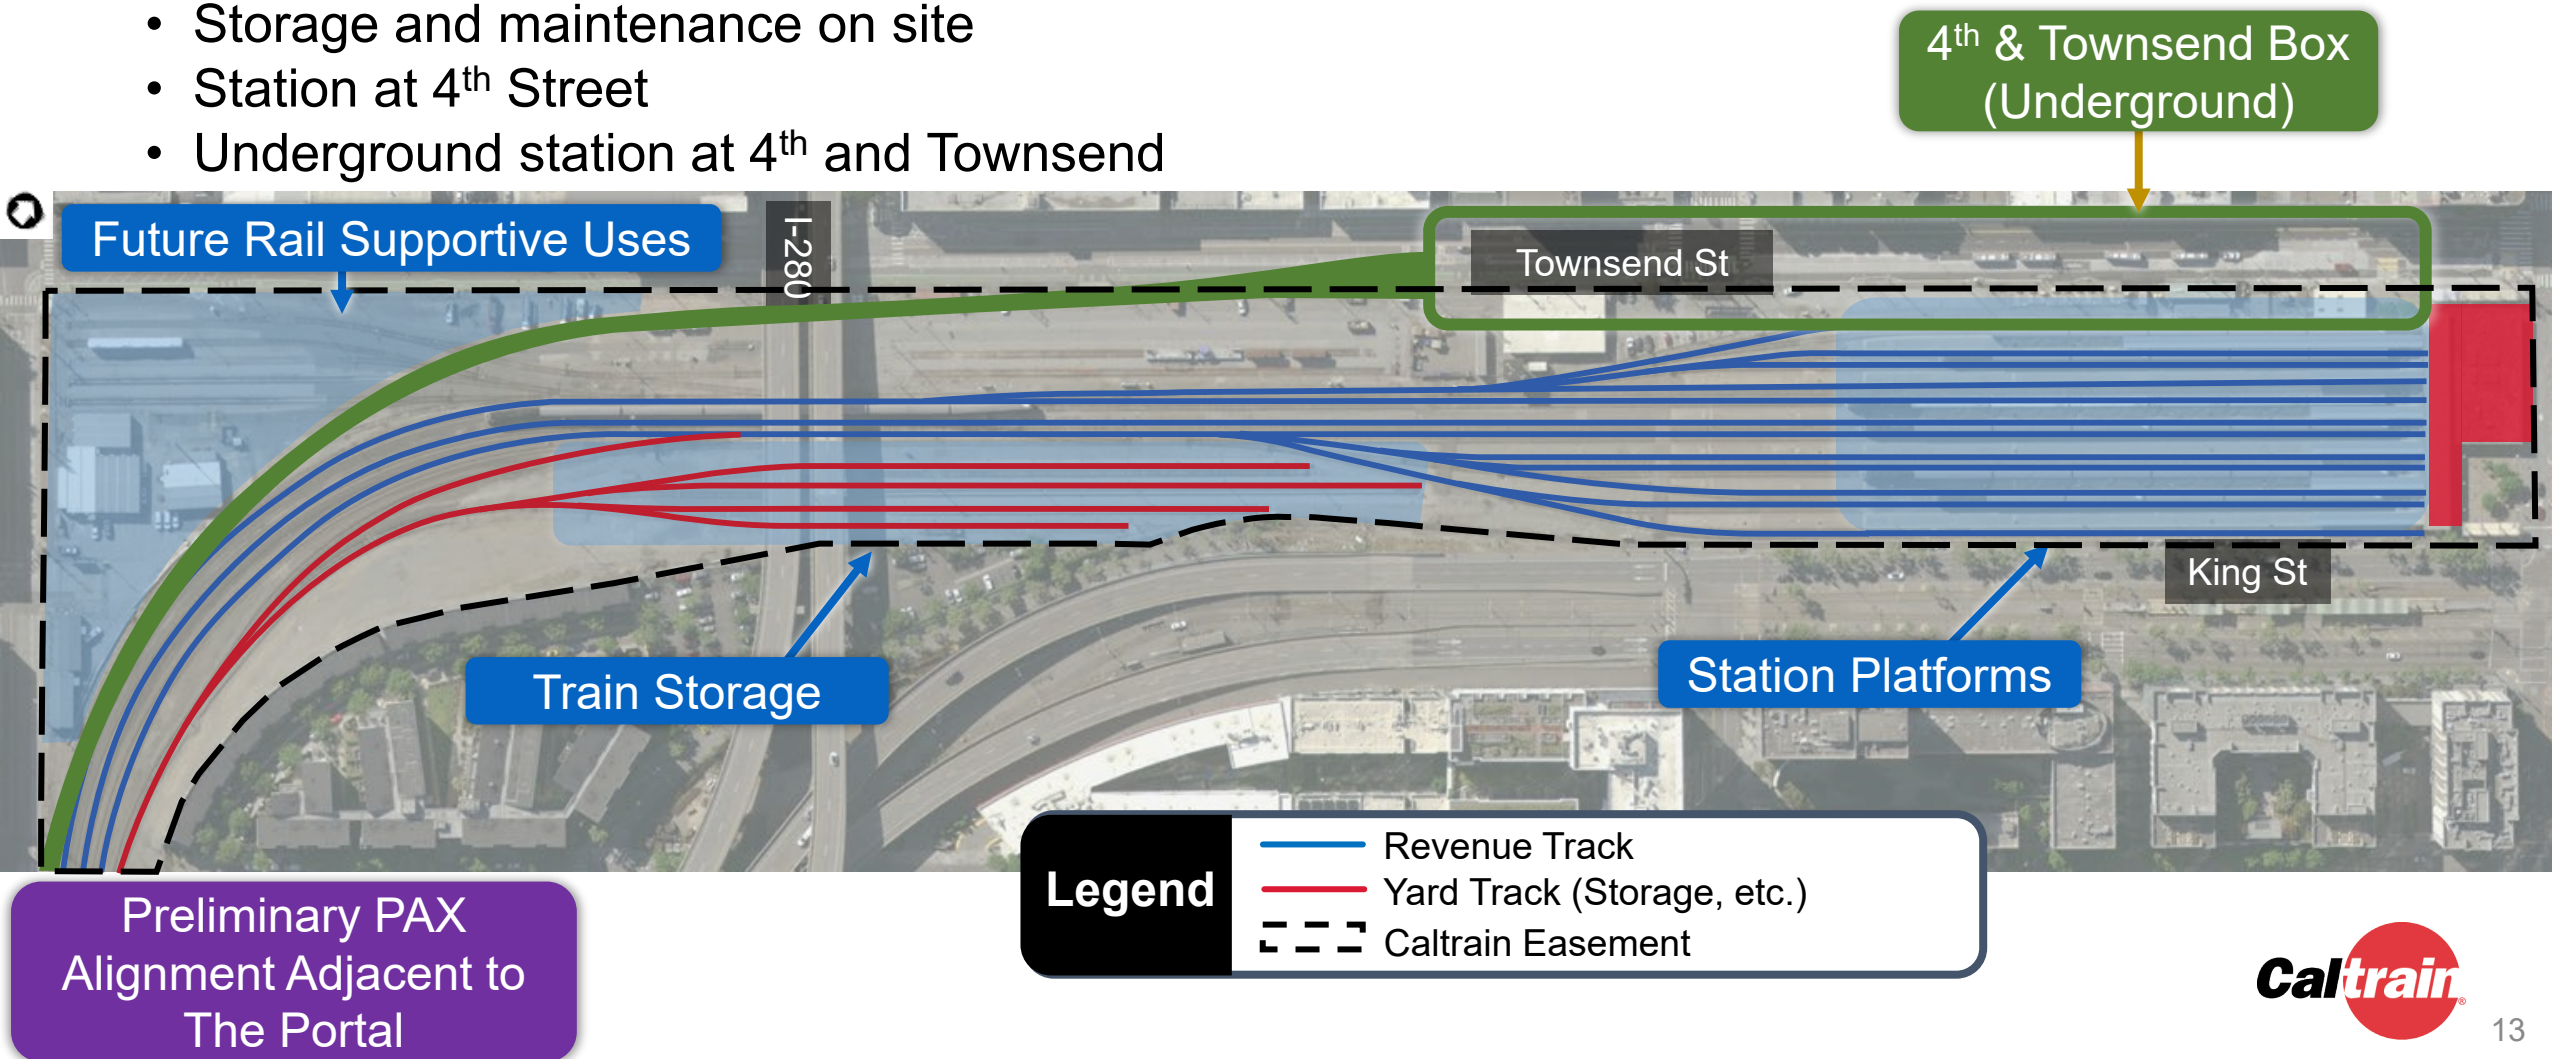 • Storage and maintenance on site
• Station at 4th Street
• Underground station at 4th and Townsend
4th & Townsend Box
(Underground)
Future Rail Supportive Uses
I-280
Townsend St
King St
Train Storage
Station Platforms
Legend
Revenue Track
Yard Track (Storage, etc.)
Caltrain Easement
Preliminary PAX
Alignment Adjacent to
The Portal
Caltrain®
13